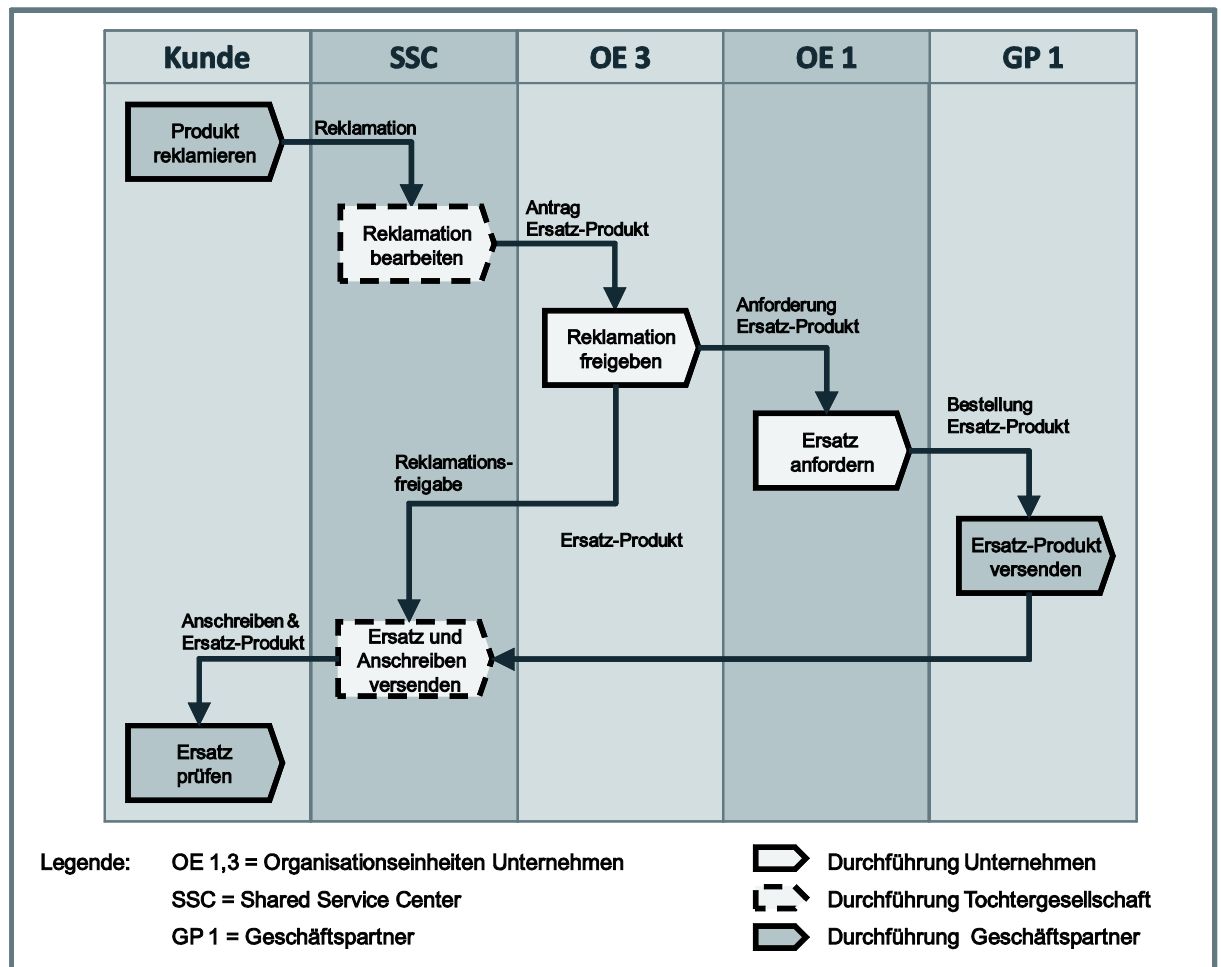 Kunde
SSC
OE 3
OE 1
GP 1
Produkt
reklamieren
Reklamation
Reklamation
bearbeiten
Antrag
Ersatz-Produkt
Reklamation
freigeben
Anforderung
Ersatz-Produkt
Ersatz
anfordern
Bestellung
Ersatz-Produkt
Ersatz-Produkt
versenden
Reklamations-
freigabe
Ersatz-Produkt
Ersatz und
Anschreiben
versenden
Anschreiben &
Ersatz-Produkt
Ersatz
prüfen
Legende:
OE 1,3 = Organisationseinheiten Unternehmen
SSC = Shared Service Center
GP 1 = Geschäftspartner
Durchführung Unternehmen
Durchführung Tochtergesellschaft
Durchführung Geschäftspartner